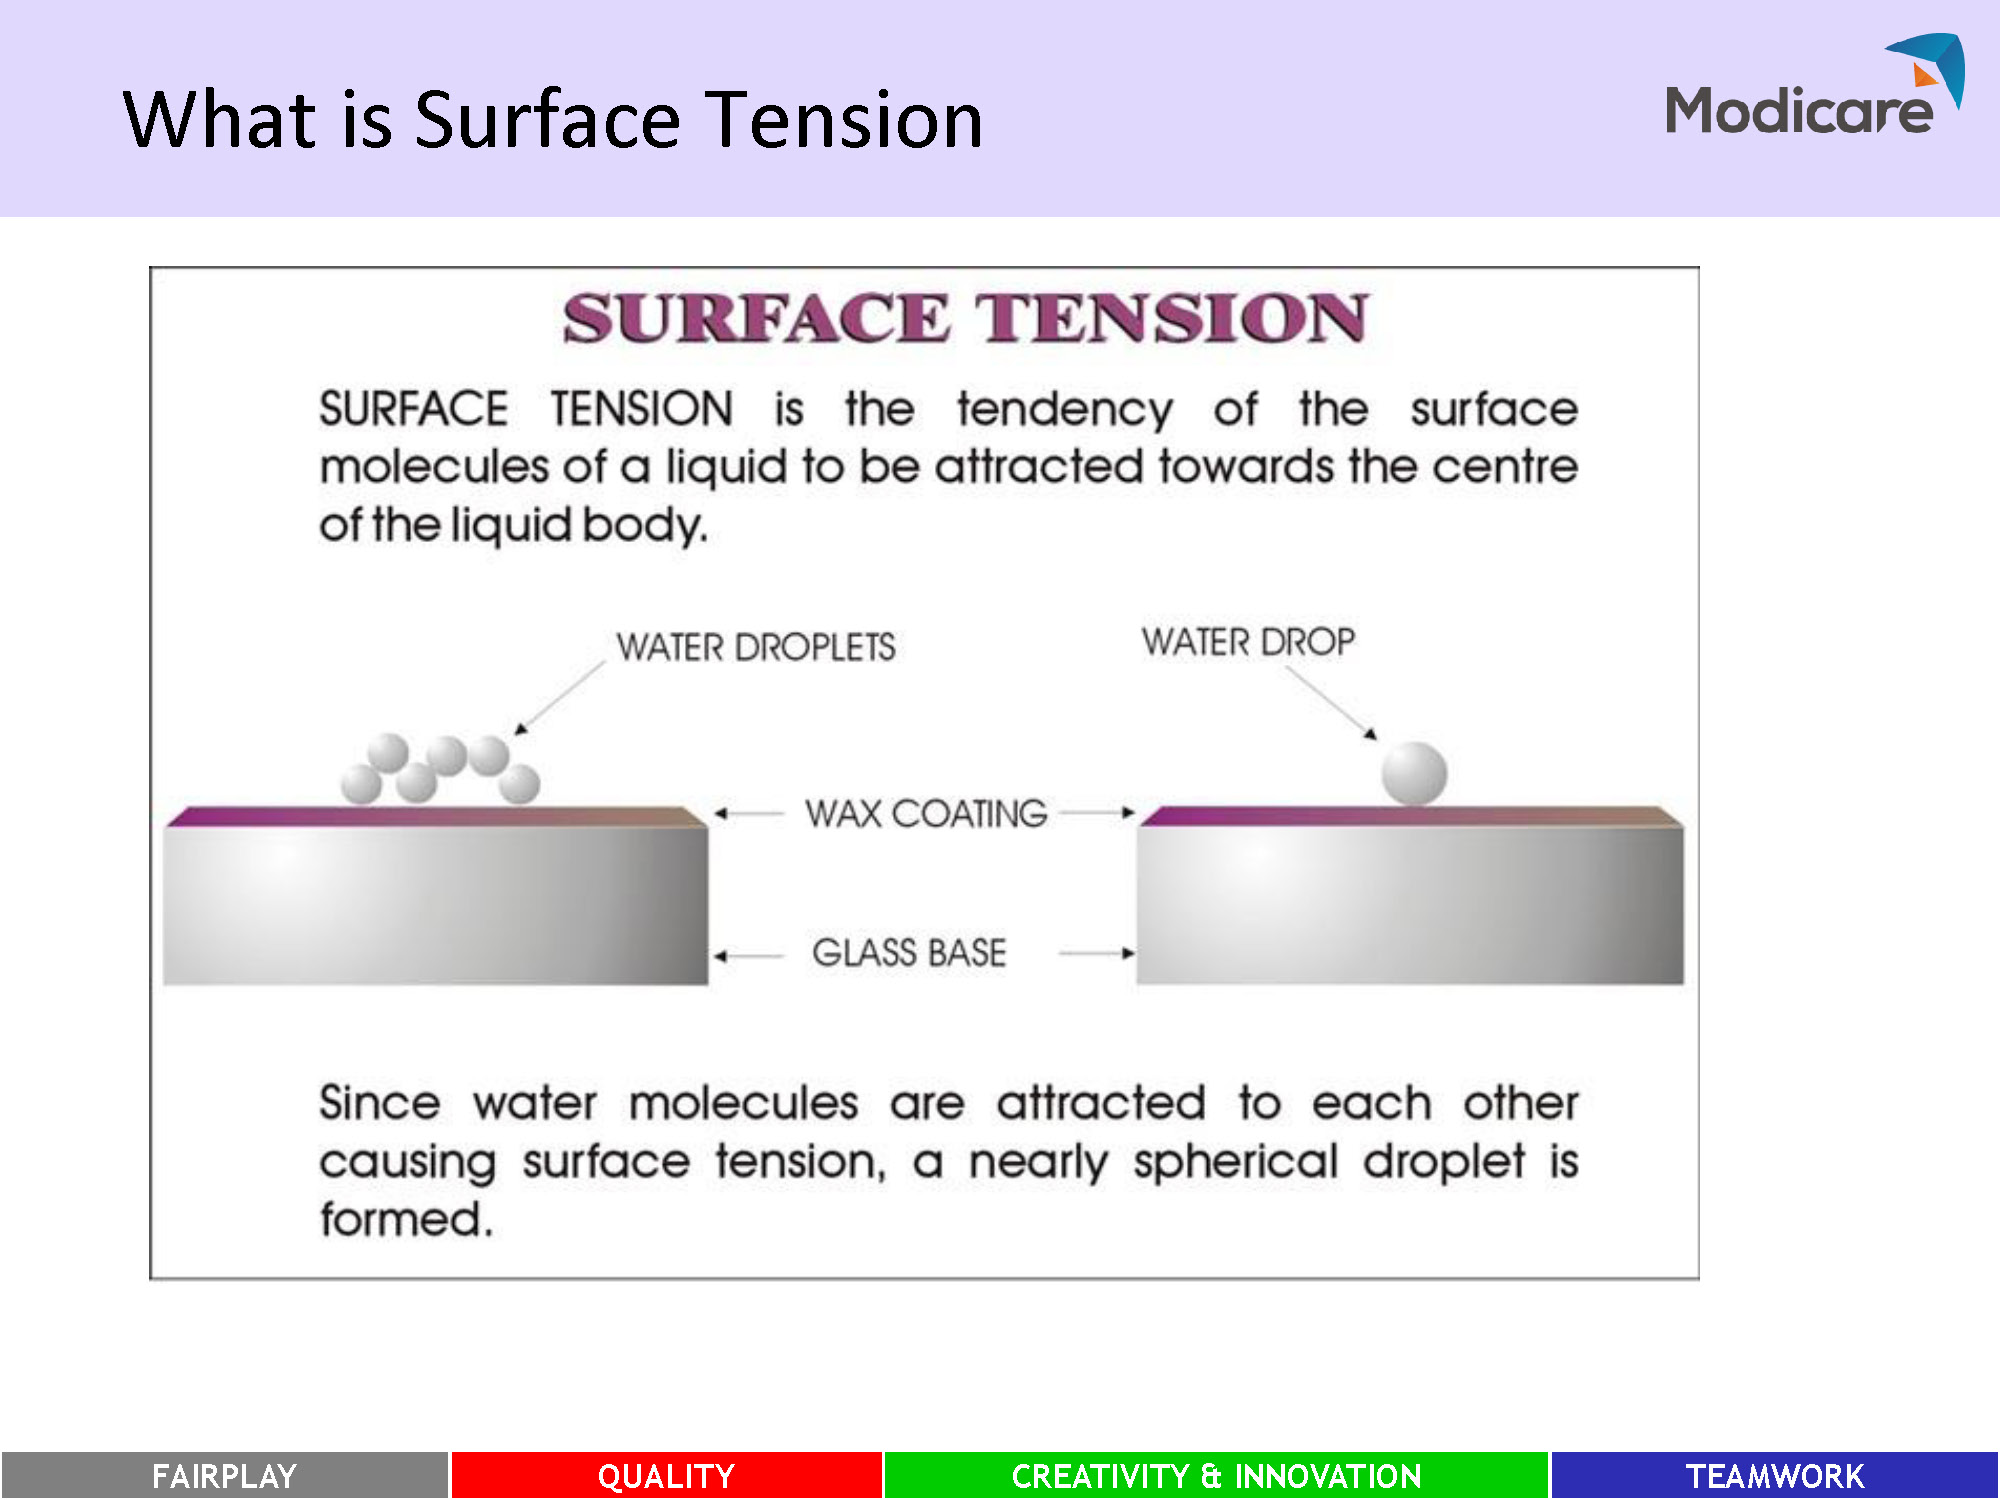 What is Surface Tension
Modicare
SURFACE TENSION
SURFACE TENSION is the tendency of the surface
molecules of a liquid to be attracted towards the centre
of the liquid body.
WATER DROPLETS
WATER DROP
WAX COATING
GLASS BASE
Since water molecules are attracted to each other
causing surface tension, a nearly spherical droplet is
formed.
FAIRPLAY
QUALITY
CREATIVITY & INNOVATION
TEAMWORK